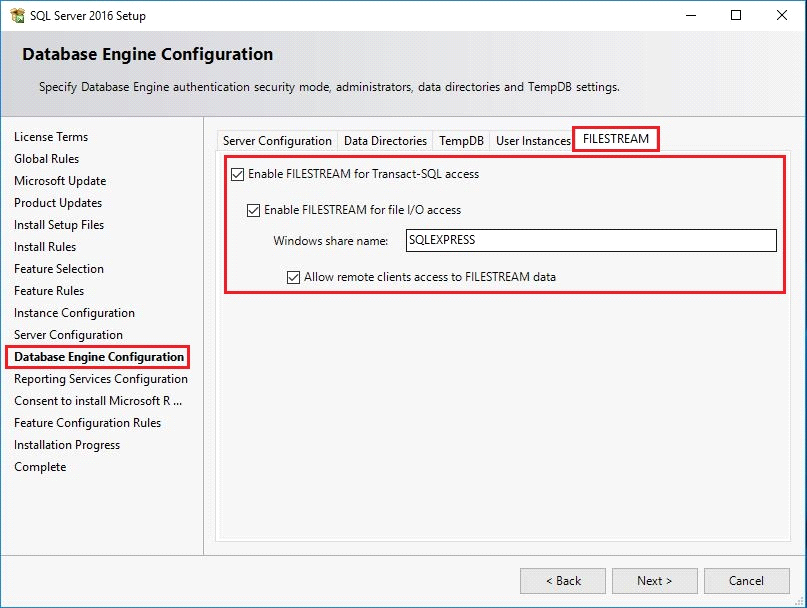 SQL Server 2016 Setup
Database Engine Configuration
Specify Database Engine authentication security mode, administrators, data directories and TempDB settings.
License Terms
Global Rules
Microsoft Update
Product Updates
Install Setup Files
Install Rules
Feature Selection
Feature Rules
Instance Configuration
Server Configuration
Database Engine Configuration
Reporting Services Configuration
Consent to install Microsoft R ...
Feature Configuration Rules
Installation Progress
Complete
Server Configuration Data Directories TempDB User Instances FILESTREAM
Enable FILESTREAM for Transact-SQL access
Enable FILESTREAM for file I/O access
Windows share name: SQLEXPRESS
Allow remote clients access to FILESTREAM data
< Back Next > Cancel